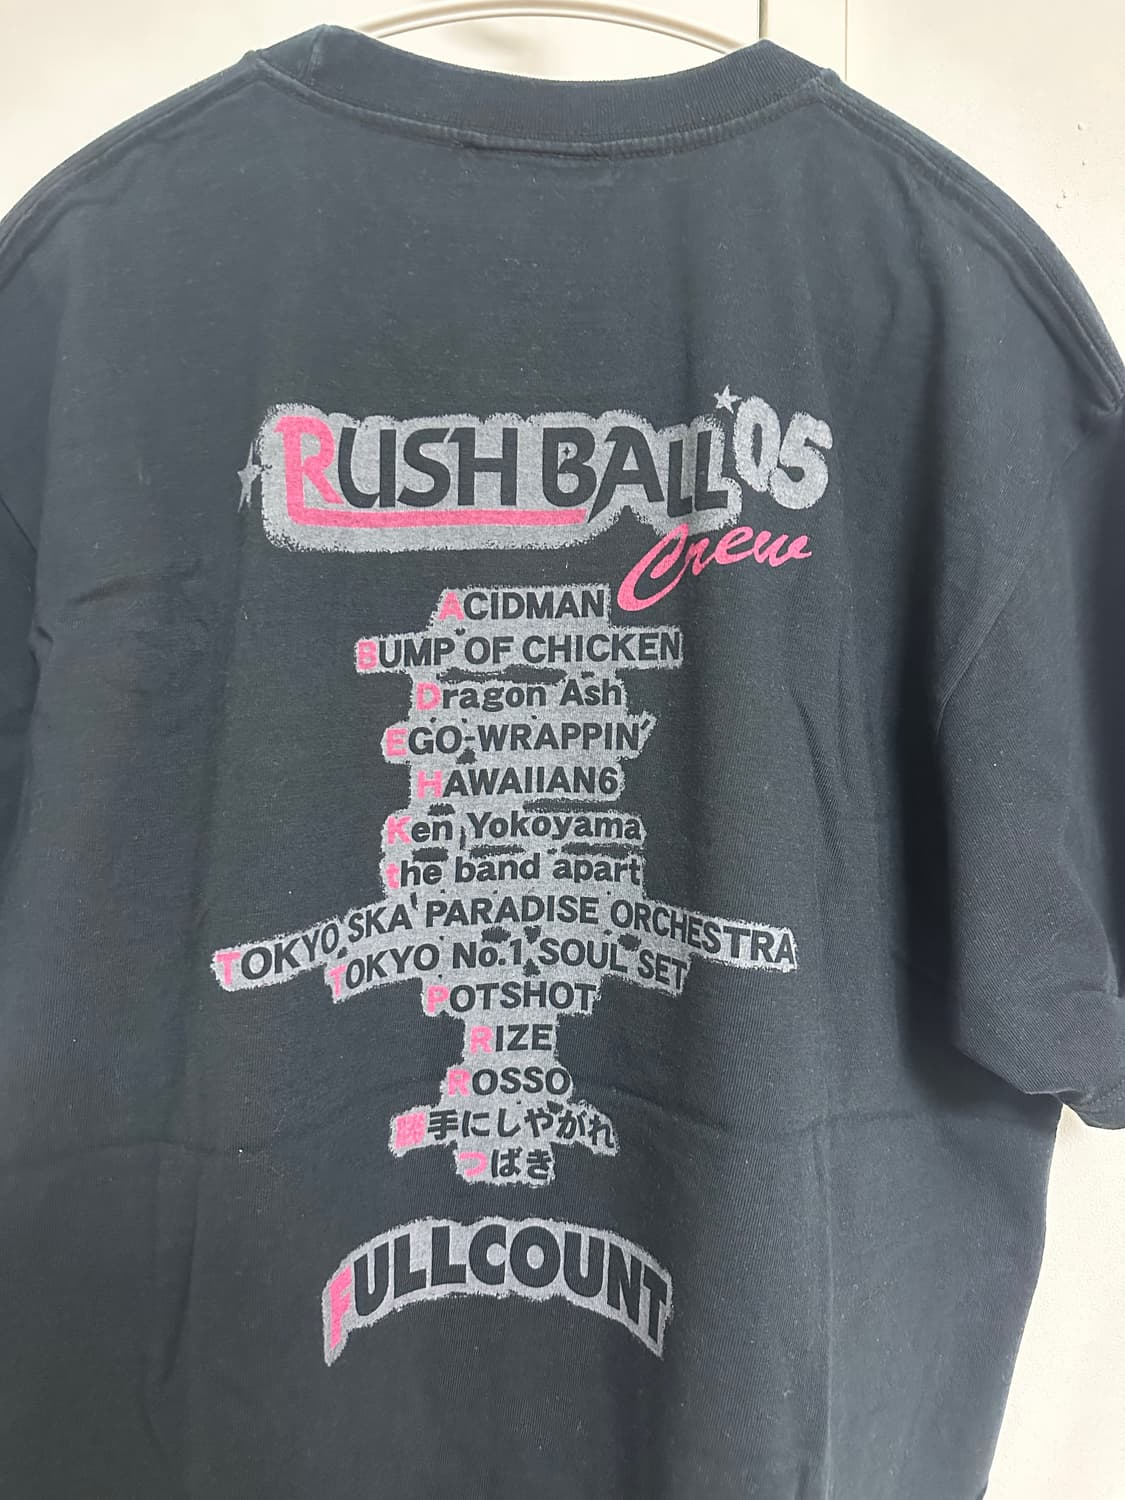 RUSH BALL '05
Crew
ACIDMAN
BUMP OF CHICKEN
Dragon Ash
EGO-WRAPPIN'
HAWAIIAN6
Ken Yokoyama
the band apart
TOKYO SKA PARADISE ORCHESTRA
TOKYO No.1 SOUL SET
POTSHOT
RIZE
ROSSO
勝手にしやがれ
つばき
FULLCOUNT